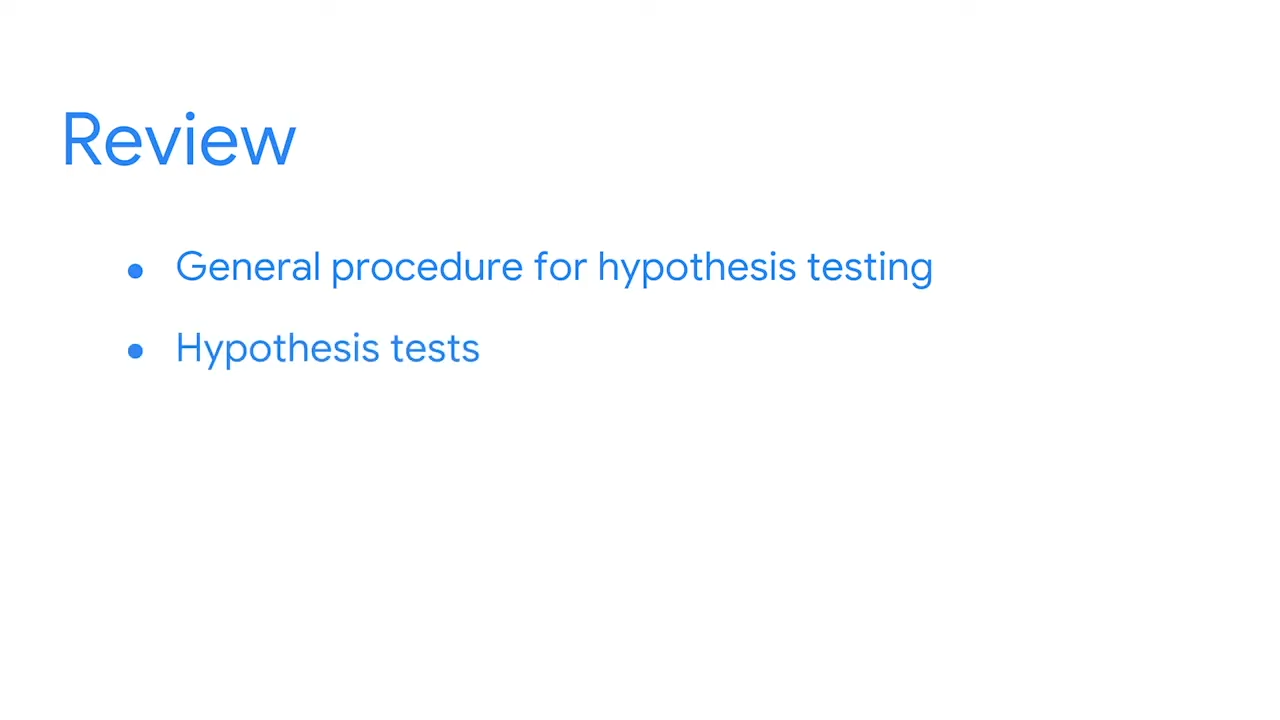 Review
• General procedure for hypothesis testing
• Hypothesis tests